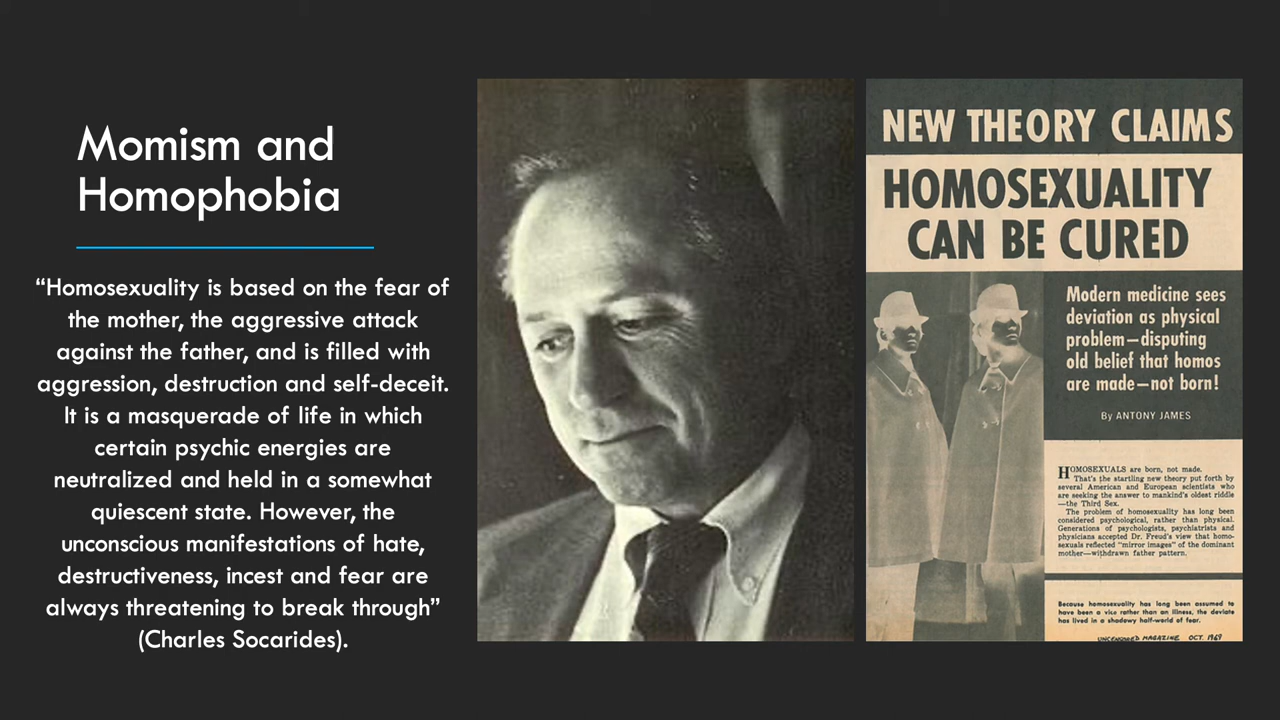 Momism and
Homophobia
“Homosexuality is based on the fear of
the mother, the aggressive attack
against the father, and is filled with
aggression, destruction and self-deceit.
It is a masquerade of life in which
certain psychic energies are
neutralized and held in a somewhat
quiescent state. However, the
unconscious manifestations of hate,
destructiveness, incest and fear are
always threatening to break through”
(Charles Socarides).
NEW THEORY CLAIMS
HOMOSEXUALITY
CAN BE CURED
Modern medicine sees
deviation as physical
problem—disputing
old belief that homos
are made—not born!
By ANTONY JAMES
HOMOSEXUALS are born, not made.
That's the startling new theory put forth by
several American and European scientists who
are seeking the answer to mankind's oldest riddle
—the Third Sex.
The problem of homosexuality has long been
considered psychological, rather than physical.
Generations of psychologists, psychiatrists and
physicians accepted Dr. Freud's view that homo-
sexuals reflected "mirror images" of the dominant
mother—withdrawn father pattern.
Because homosexuality has long been assumed to
have been a vice rather than an illness, the deviate
has lived in a shadowy half-world of fear.
UNCENSORED MAGAZINE OCT. 1969